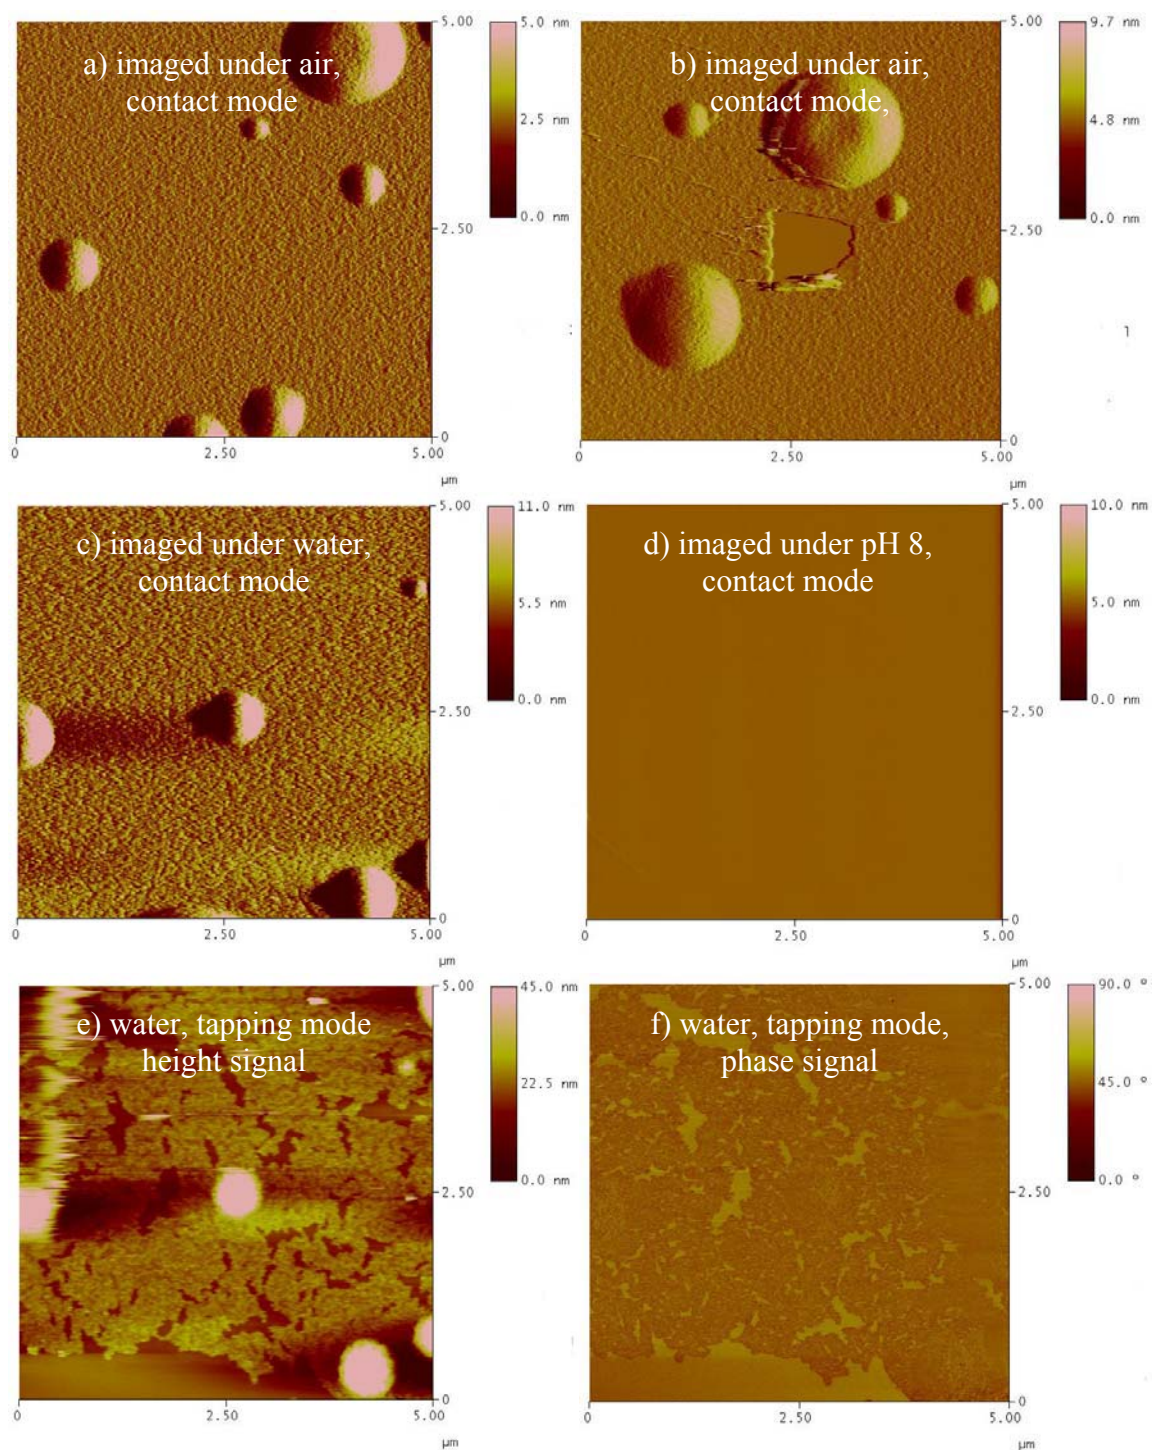 a) imaged under air,
contact mode
5.00
2.50
0
0
2.50
5.00
µm
5.0 nm
2.5 nm
0.0 nm
b) imaged under air,
contact mode,
5.00
2.50
0
0
2.50
5.00
µm
9.7 nm
4.8 nm
0.0 nm
1
c) imaged under water,
contact mode
5.00
2.50
0
0
2.50
5.00
µm
11.0 nm
5.5 nm
0.0 nm
d) imaged under pH 8,
contact mode
5.00
2.50
0
0
2.50
5.00
µm
10.0 nm
5.0 nm
0.0 nm
e) water, tapping mode
height signal
5.00
2.50
0
0
2.50
5.00
µm
45.0 nm
22.5 nm
0.0 nm
f) water, tapping mode,
phase signal
5.00
2.50
0
0
2.50
5.00
µm
90.0 °
45.0 °
0.0 °